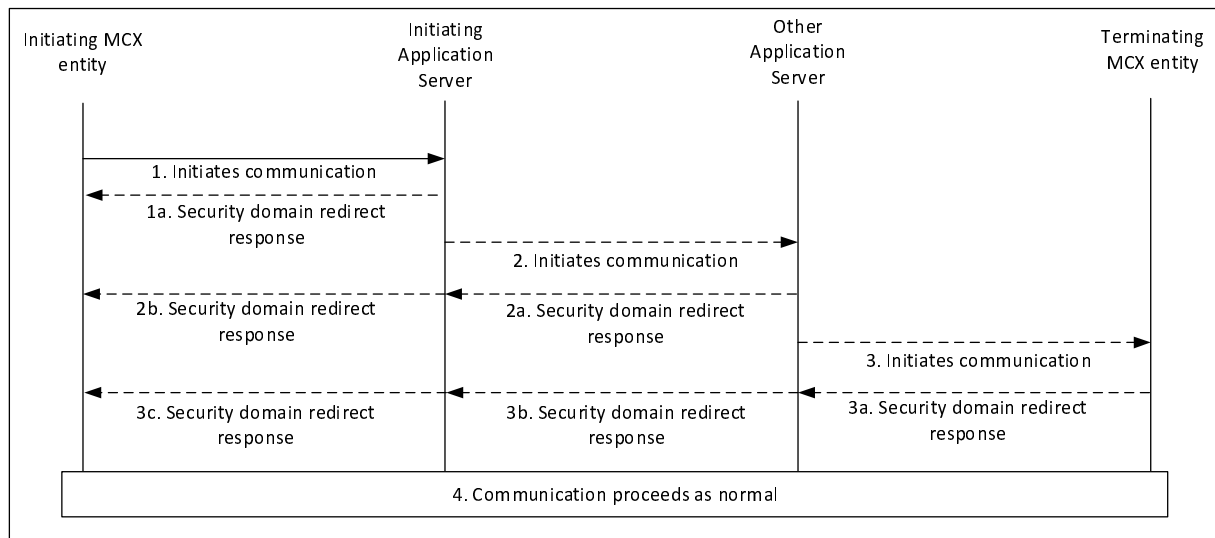 Initiating MCX
entity
Initiating
Application
Server
Other
Application
Server
Terminating
MCX entity
1. Initiates communication
1a. Security domain redirect
response
2. Initiates communication
2b. Security domain redirect
response
2a. Security domain redirect
response
3. Initiates communication
3c. Security domain redirect
response
3b. Security domain redirect
response
3a. Security domain redirect
response
4. Communication proceeds as normal